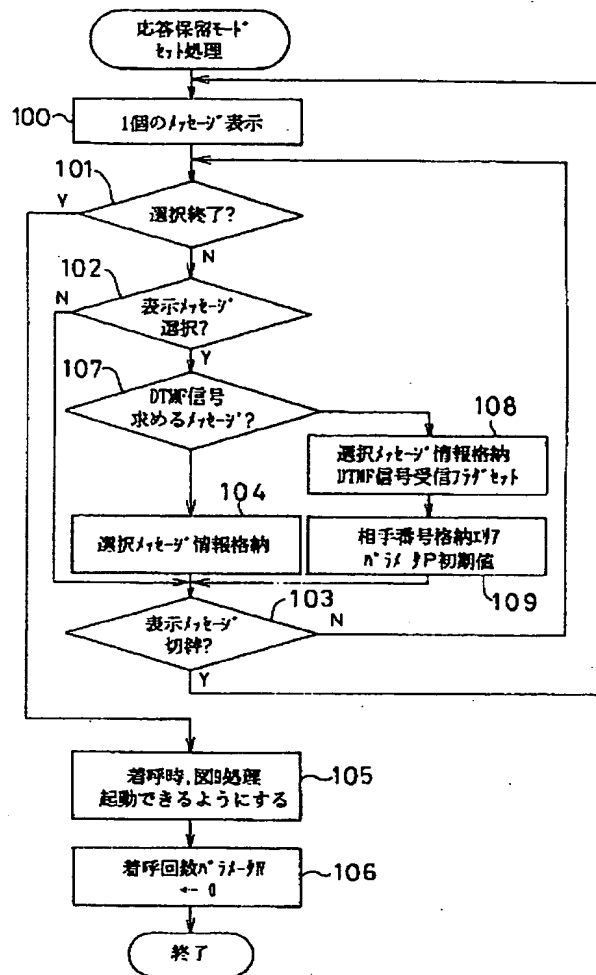 応答保留モード
セット処理
100
1個のメッセージ表示
101
Y
選択終了?
N
102
N
表示メッセージ
選択?
Y
107
DTMF信号
求めるメッセージ?
108
選択メッセージ情報格納
DTMF信号受信フラグセット
104
選択メッセージ情報格納
相手番号格納エリア
パラメータP初期値
109
103
表示メッセージ
N
Y
着呼時,図9処理
起動できるようにする
105
着呼回数パラメータN
← 0
106
終了